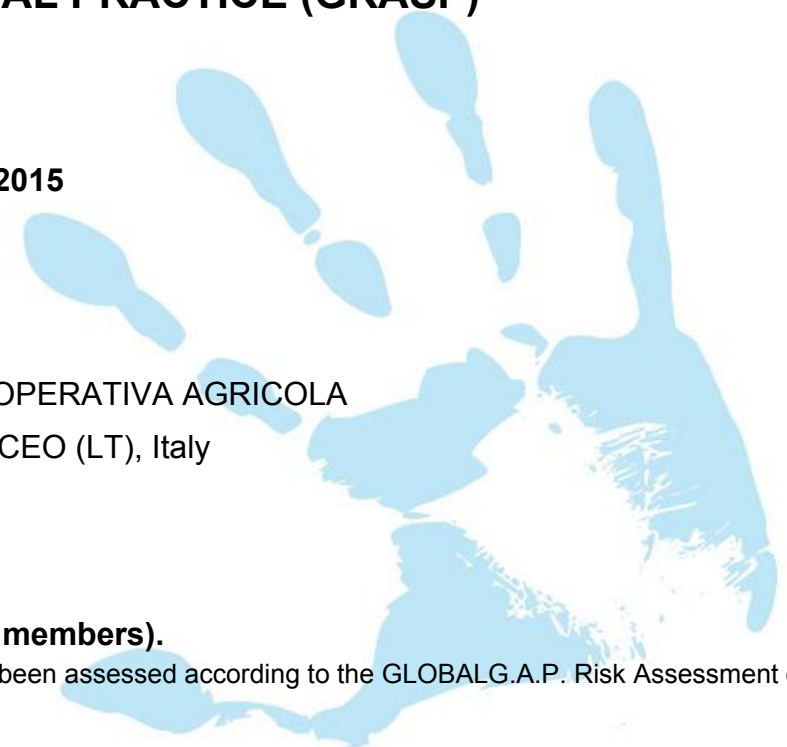 AL PRACTICE (GRASP)
2015
OPERATIVA AGRICOLA
CEO (LT), Italy
members).
been assessed according to the GLOBALG.A.P. Risk Assessment